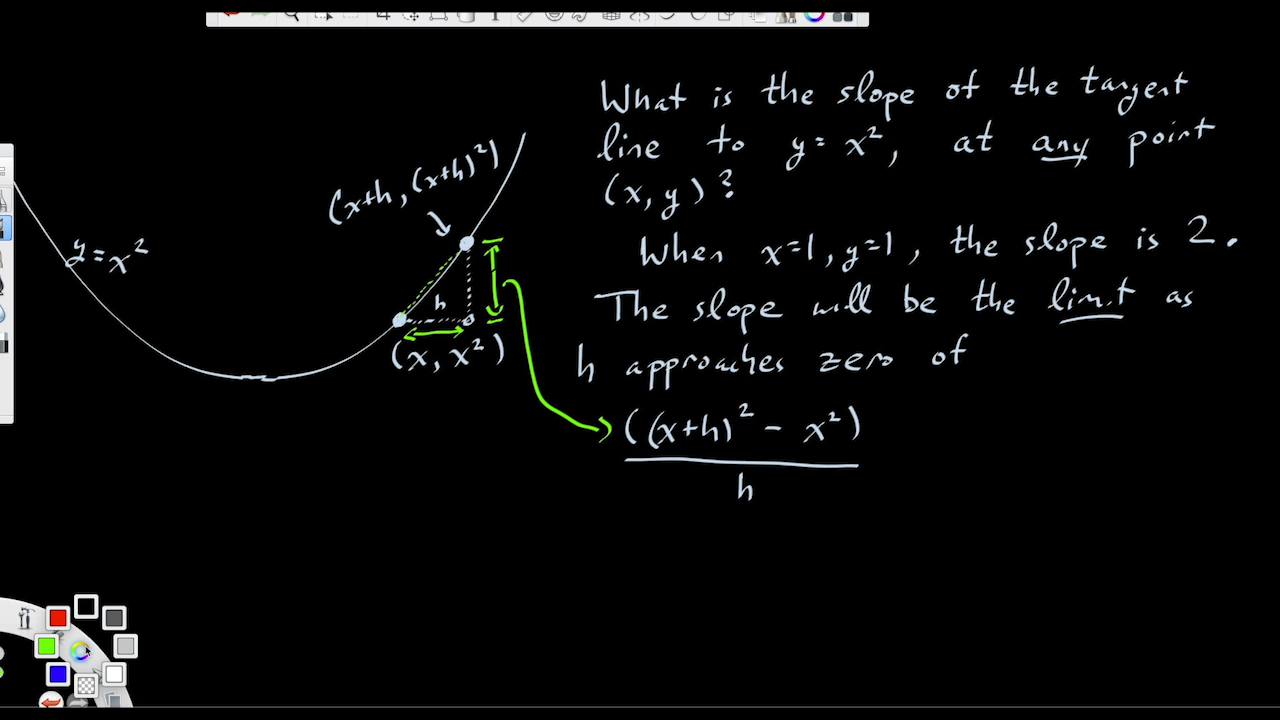 What is the slope of the tangent
line to y = x², at any point
(x, y)?
When x=1, y=1, the slope is 2.
The slope will be the limit as
h approaches zero of
((x+h)² - x²)
h
(x+h, (x+h)²)
y = x²
h
(x, x²)